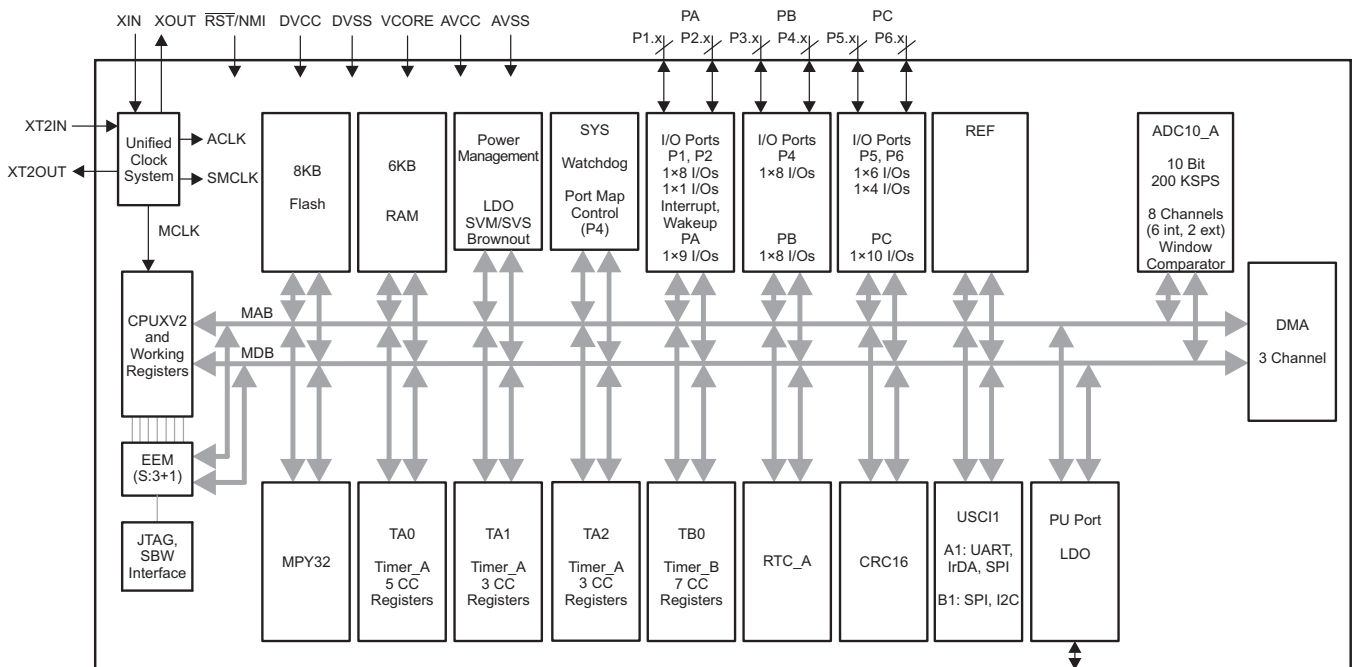 XIN XOUT RST/NMI DVCC DVSS VCORE AVCC AVSS
PA PB PC
P1.x P2.x P3.x P4.x P5.x P6.x
XT2IN
XT2OUT
Unified
Clock
System
ACLK
SMCLK
MCLK
8KB
Flash
6KB
RAM
Power
Management
LDO
SVM/SVS
Brownout
SYS
Watchdog
Port Map
Control
(P4)
I/O Ports
P1, P2
1×8 I/Os
1×1 I/Os
Interrupt,
Wakeup
PA
1×9 I/Os
I/O Ports
P4
1×8 I/Os
PB
1×8 I/Os
I/O Ports
P5, P6
1×6 I/Os
1×4 I/Os
PC
1×10 I/Os
REF
ADC10_A
10 Bit
200 KSPS
8 Channels
(6 int, 2 ext)
Window
Comparator
CPUXV2
and
Working
Registers
MAB
MDB
DMA
3 Channel
EEM
(S:3+1)
JTAG,
SBW
Interface
MPY32
TA0
Timer_A
5 CC
Registers
TA1
Timer_A
3 CC
Registers
TA2
Timer_A
3 CC
Registers
TB0
Timer_B
7 CC
Registers
RTC_A
CRC16
USCI1
A1: UART,
IrDA, SPI
B1: SPI, I2C
PU Port
LDO